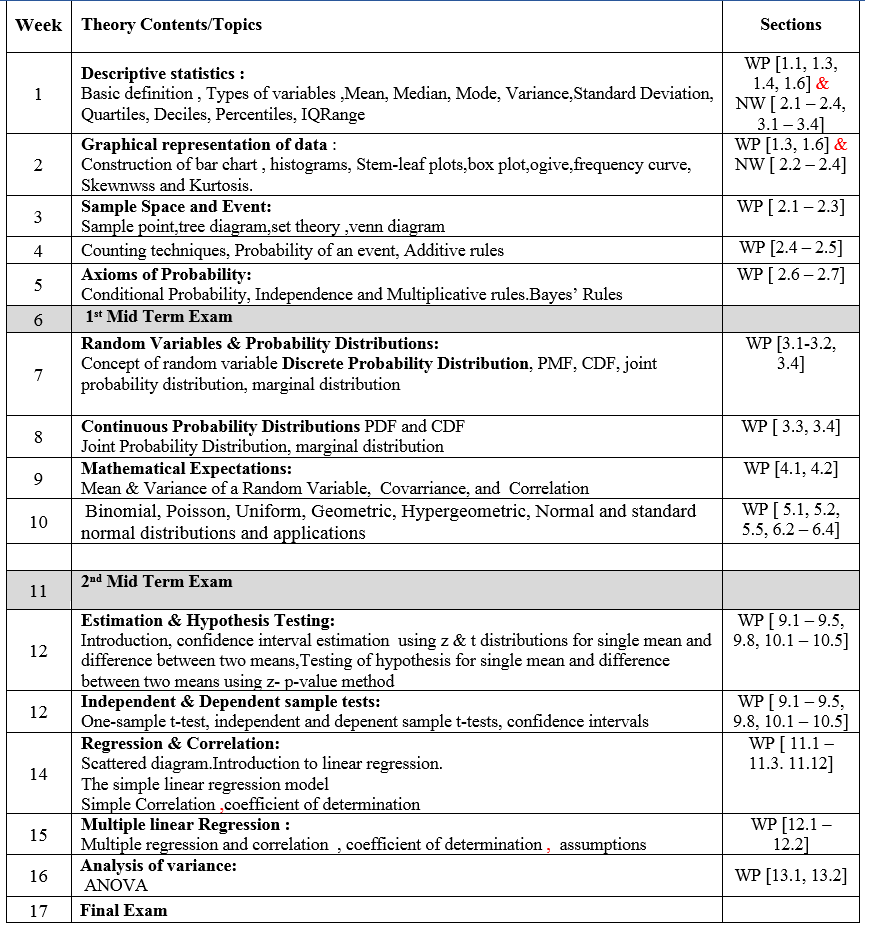 Week Theory Contents/Topics Sections
1
Descriptive statistics :
Basic definition , Types of variables ,Mean, Median, Mode, Variance,Standard Deviation,
Quartiles, Deciles, Percentiles, IQRange
WP [1.1, 1.3,
1.4, 1.6] &
NW [ 2.1 – 2.4,
3.1 – 3.4]
2
Graphical representation of data :
Construction of bar chart , histograms, Stem-leaf plots,box plot,ogive,frequency curve,
Skewnwss and Kurtosis.
WP [1.3, 1.6] &
NW [ 2.2 – 2.4]
3
Sample Space and Event:
Sample point,tree diagram,set theory ,venn diagram
WP [ 2.1 – 2.3]
4
Counting techniques, Probability of an event, Additive rules
WP [2.4 – 2.5]
5
Axioms of Probability:
Conditional Probability, Independence and Multiplicative rules.Bayes’ Rules
WP [ 2.6 – 2.7]
6
1st Mid Term Exam
7
Random Variables & Probability Distributions:
Concept of random variable Discrete Probability Distribution, PMF, CDF, joint
probability distribution, marginal distribution
WP [3.1-3.2,
3.4]
8
Continuous Probability Distributions PDF and CDF
Joint Probability Distribution, marginal distribution
WP [ 3.3, 3.4]
9
Mathematical Expectations:
Mean & Variance of a Random Variable, Covarriance, and Correlation
WP [4.1, 4.2]
10
Binomial, Poisson, Uniform, Geometric, Hypergeometric, Normal and standard
normal distributions and applications
WP [ 5.1, 5.2,
5.5, 6.2 – 6.4]
11
2nd Mid Term Exam
12
Estimation & Hypothesis Testing:
Introduction, confidence interval estimation using z & t distributions for single mean and
difference between two means,Testing of hypothesis for single mean and difference
between two means using z- p-value method
WP [ 9.1 – 9.5,
9.8, 10.1 – 10.5]
12
Independent & Dependent sample tests:
One-sample t-test, independent and depenent sample t-tests, confidence intervals
WP [ 9.1 – 9.5,
9.8, 10.1 – 10.5]
14
Regression & Correlation:
Scattered diagram.Introduction to linear regression.
The simple linear regression model
Simple Correlation ,coefficient of determination
WP [ 11.1 –
11.3. 11.12]
15
Multiple linear Regression :
Multiple regression and correlation , coefficient of determination , assumptions
WP [12.1 –
12.2]
16
Analysis of variance:
ANOVA
WP [13.1, 13.2]
17
Final Exam